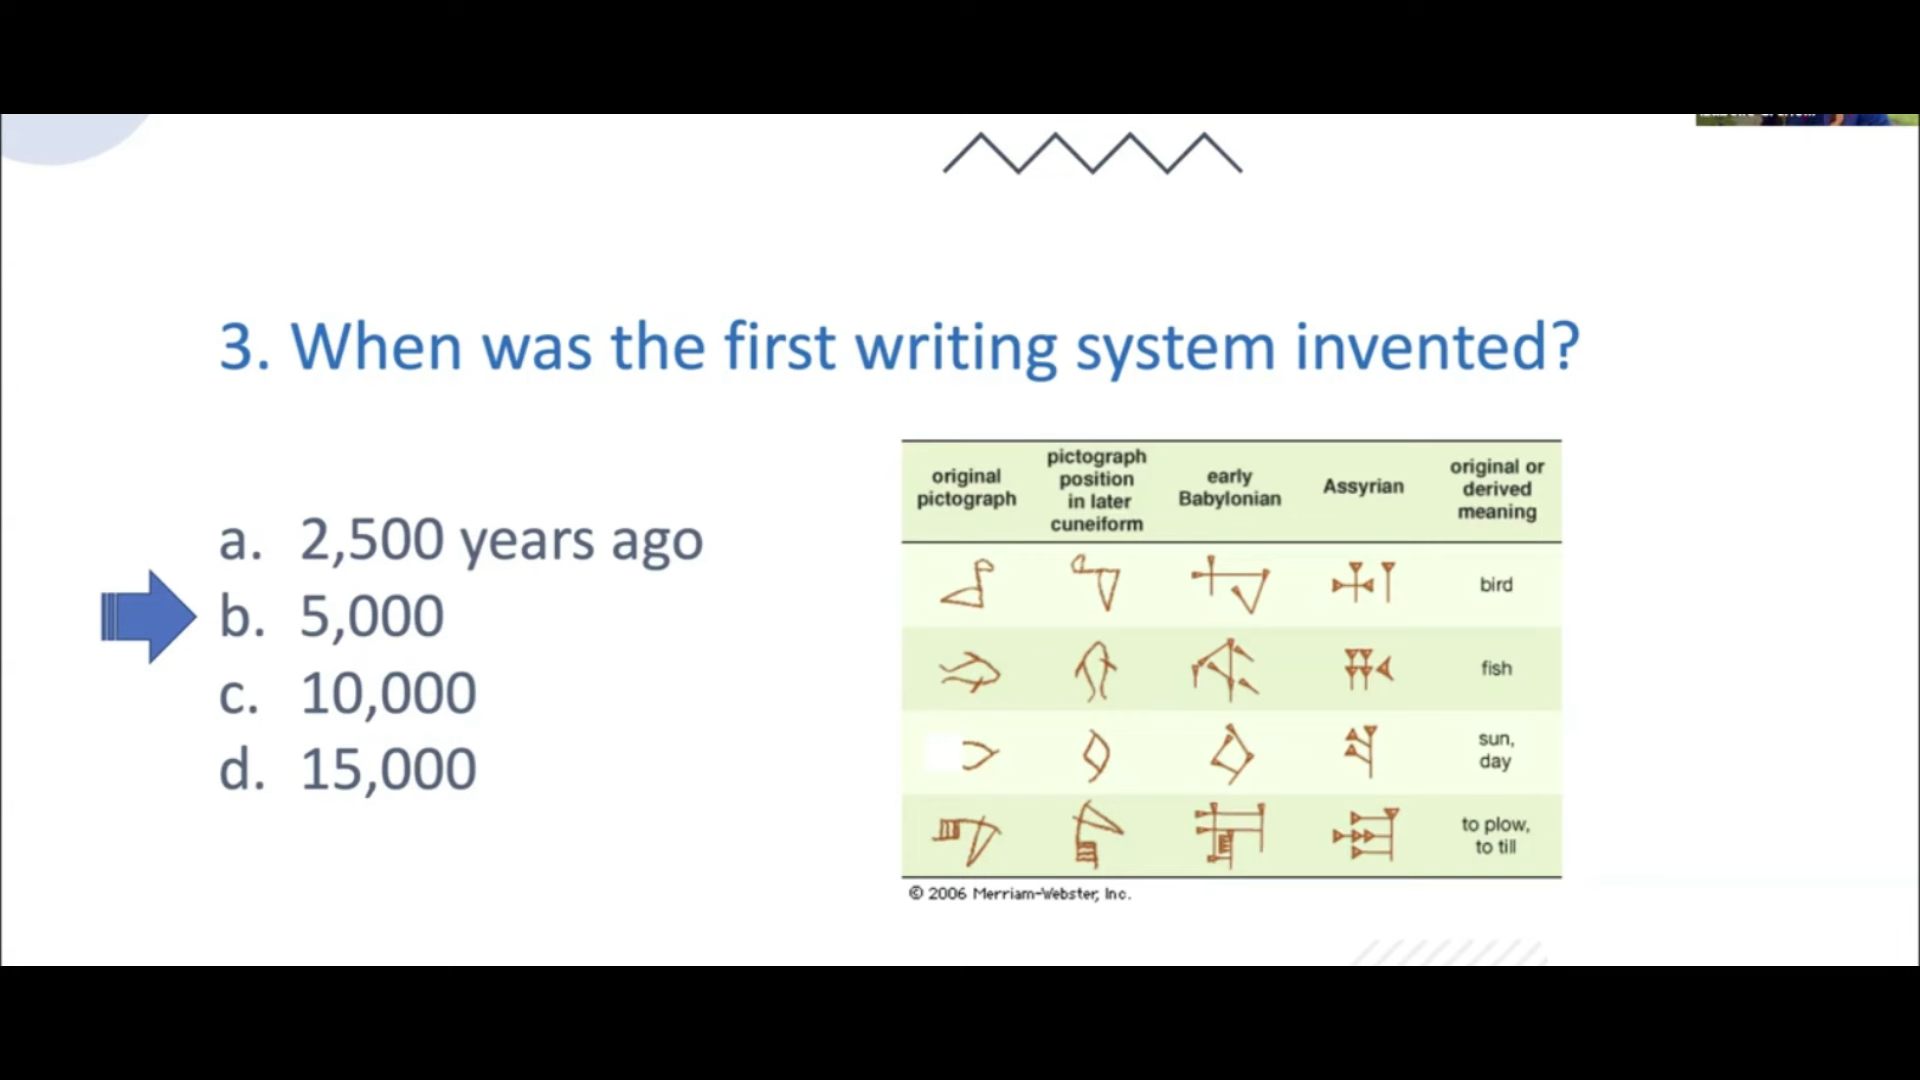 3. When was the first writing system invented?
a. 2,500 years ago
b. 5,000
c. 10,000
d. 15,000
original pictograph
pictograph position in later cuneiform
early Babylonian
Assyrian
original or derived meaning
bird
fish
sun, day
to plow, to till
© 2006 Merriam-Webster, Inc.